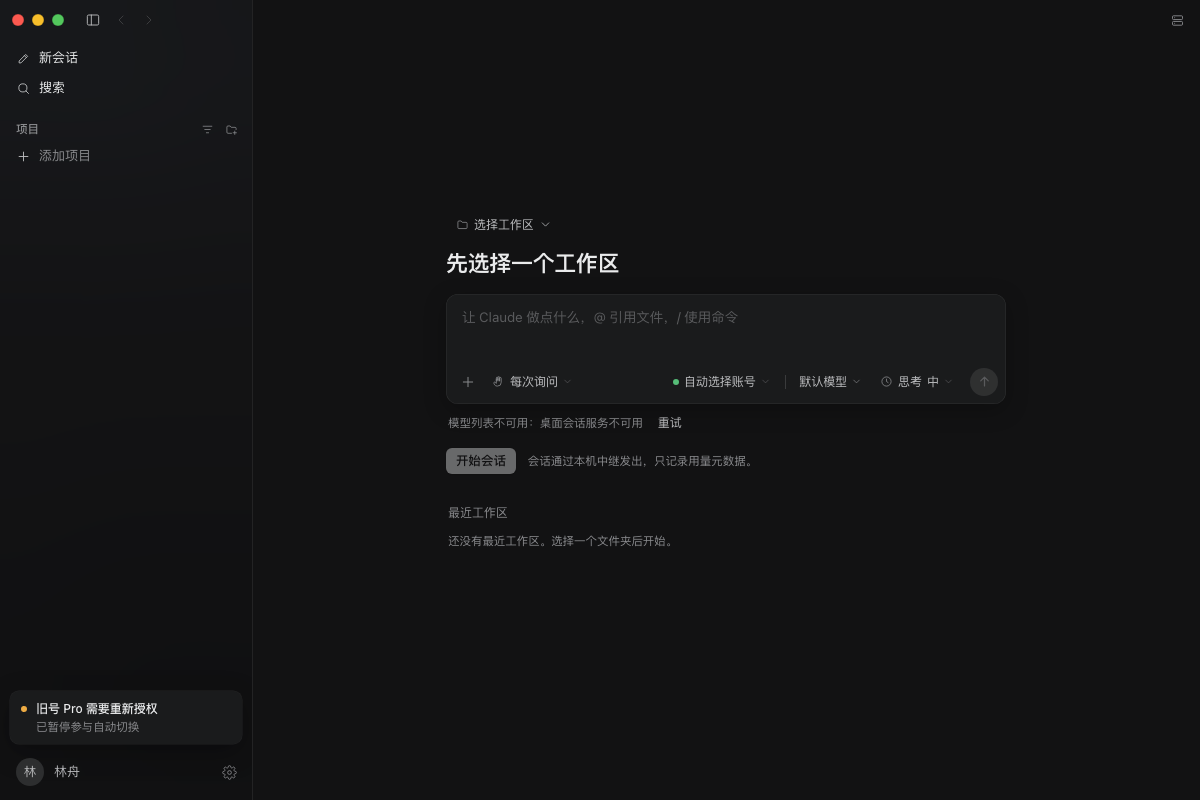 新会话
搜索
项目
添加项目
选择工作区
先选择一个工作区
让 Claude 做点什么，@ 引用文件，/ 使用命令
每次询问
自动选择账号
默认模型
思考 中
模型列表不可用：桌面会话服务不可用 重试
开始会话
会话通过本机中继发出，只记录用量元数据。
最近工作区
还没有最近工作区。选择一个文件夹后开始。
旧号 Pro 需要重新授权
已暂停参与自动切换
林 林舟